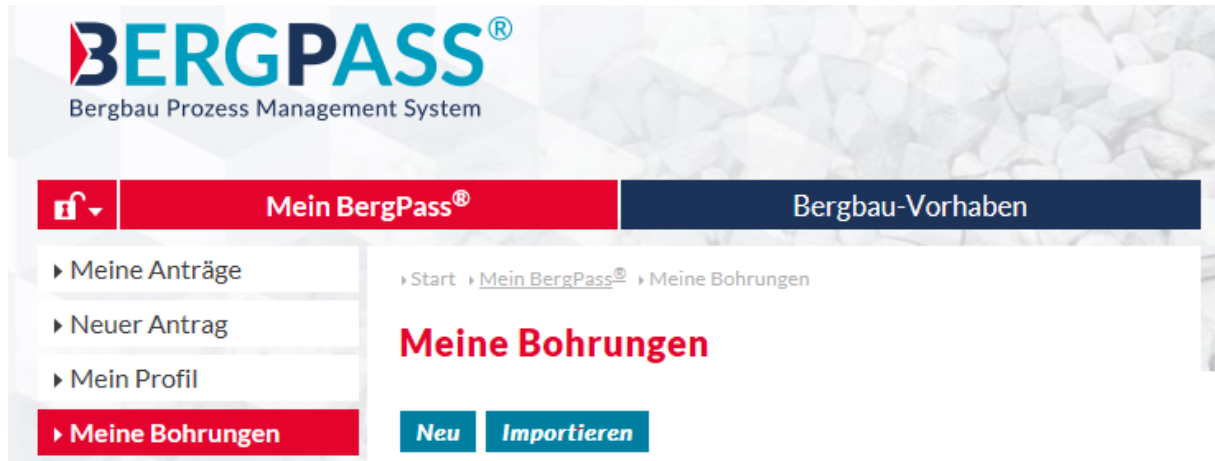 BERGPASS®
Bergbau Prozess Management System
Mein BergPass®
Bergbau-Vorhaben
Meine Anträge
Neuer Antrag
Mein Profil
Meine Bohrungen
Start Mein BergPass® Meine Bohrungen
Meine Bohrungen
Neu Importieren